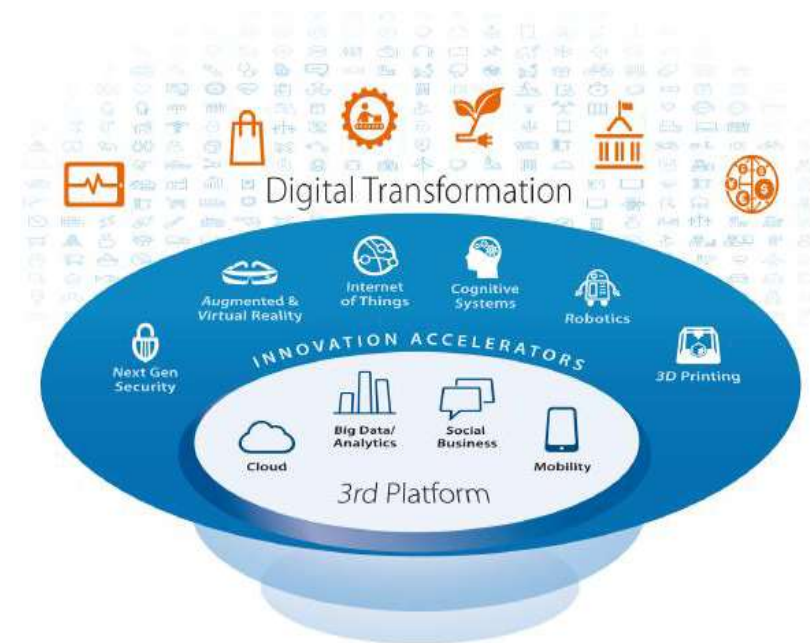 Digital Transformation
Augmented &
Virtual Reality
Internet
of Things
Cognitive
Systems
Robotics
Next Gen
Security
INNOVATION ACCELERATORS
3D Printing
Cloud
Big Data/
Analytics
Social
Business
Mobility
3rd Platform